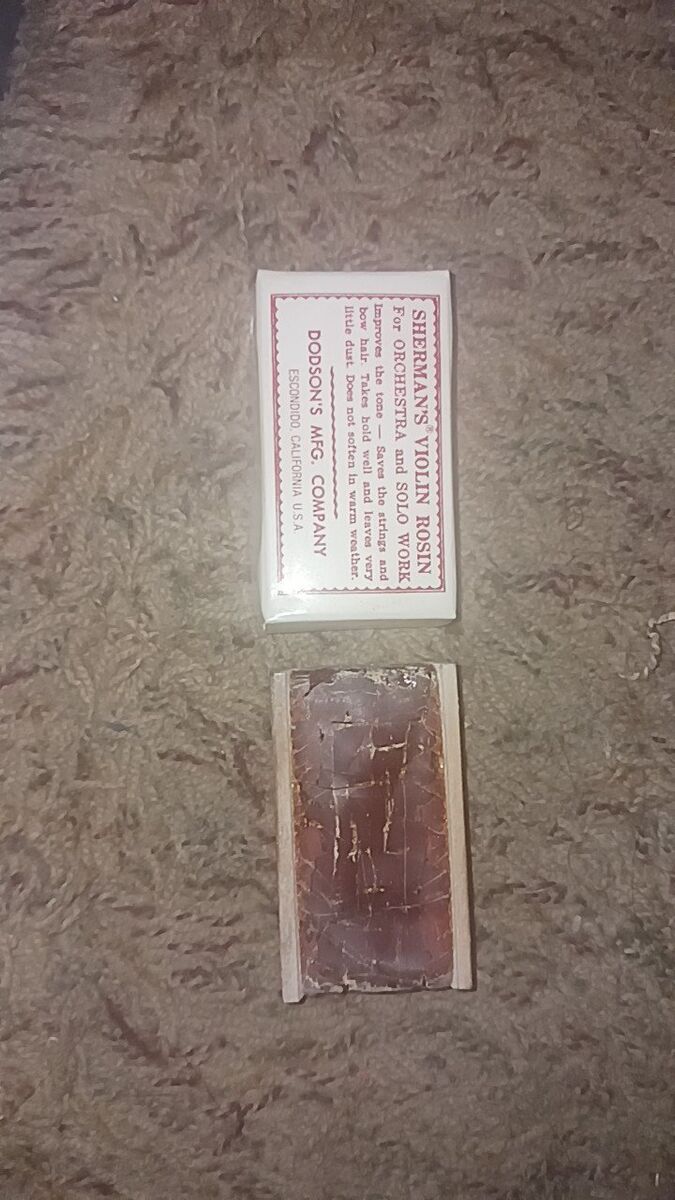 SHERMAN'S® VIOLIN ROSIN
For ORCHESTRA and SOLO WORK
Improves the tone — Saves the strings and
bow hair. Takes hold well and leaves very
little dust. Does not soften in warm weather.
DODSON'S MFG. COMPANY
ESCONDIDO, CALIFORNIA U.S.A.